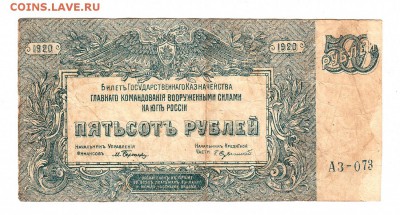 COINS.LAVE.RU
1920
1920
500
РУБЛЕЙ
Билетъ Государственнаго Казначейства
ГЛАВНАГО КОМАНДОВАНІЯ ВООРУЖЕННЫМИ СИЛАМИ
НА ЮГѢ РОССІИ
ПЯТЬСОТЪ РУБЛЕЙ
НАЧАЛЬНИКЪ УПРАВЛЕНІЯ
ФИНАНСОВЪ
НАЧАЛЬНИКЪ КРЕДИТНОЙ
ЧАСТИ
АЗ-073